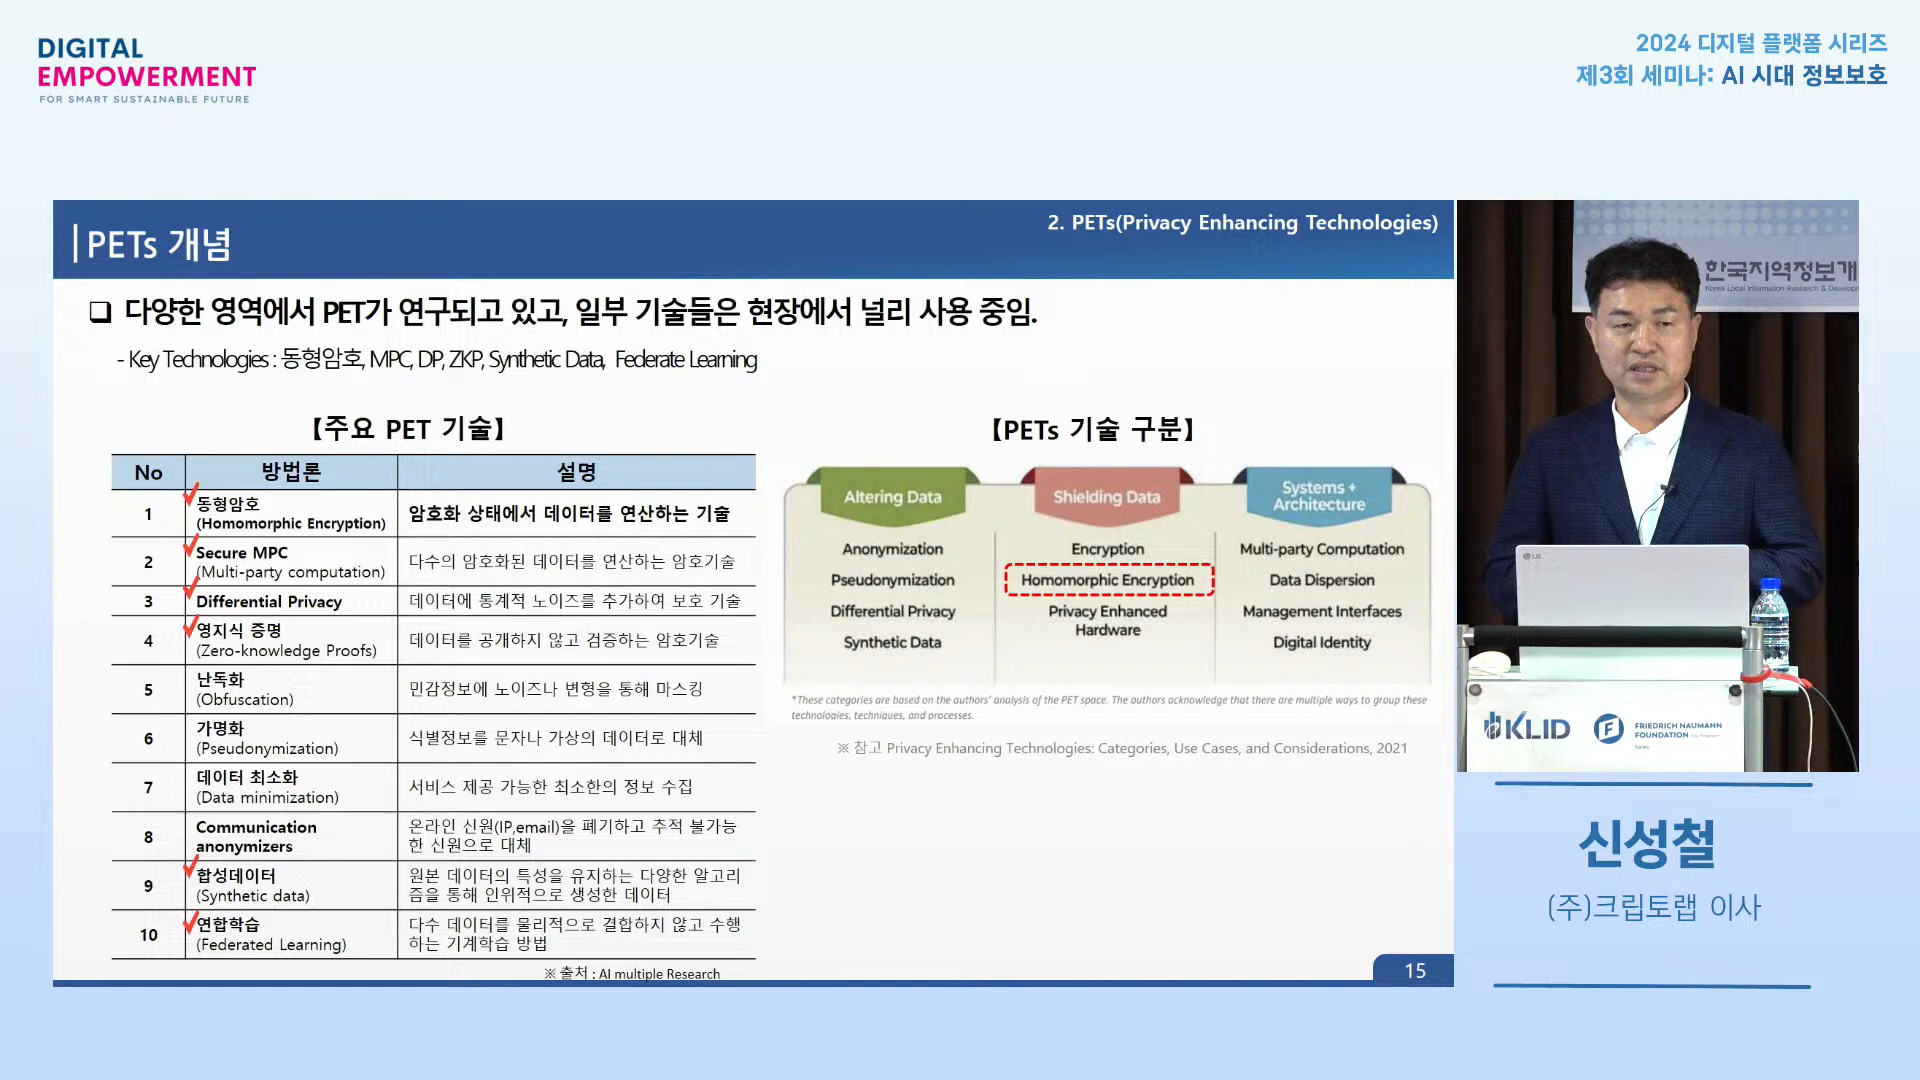 DIGITAL
EMPOWERMENT
FOR SMART SUSTAINABLE FUTURE
2024 디지털 플랫폼 시리즈
제3회 세미나: AI 시대 정보보호
PETs 개념
2. PETs(Privacy Enhancing Technologies)
❑ 다양한 영역에서 PET가 연구되고 있고, 일부 기술들은 현장에서 널리 사용 중임.
- Key Technologies : 동형암호, MPC, DP, ZKP, Synthetic Data, Federate Learning
【주요 PET 기술】
No 방법론 설명
1 동형암호 (Homomorphic Encryption) 암호화 상태에서 데이터를 연산하는 기술
2 Secure MPC (Multi-party computation) 다수의 암호화된 데이터를 연산하는 암호기술
3 Differential Privacy 데이터에 통계적 노이즈를 추가하여 보호 기술
4 영지식 증명 (Zero-knowledge Proofs) 데이터를 공개하지 않고 검증하는 암호기술
5 난독화 (Obfuscation) 민감정보에 노이즈나 변형을 통해 마스킹
6 가명화 (Pseudonymization) 식별정보를 문자나 가상의 데이터로 대체
7 데이터 최소화 (Data minimization) 서비스 제공 가능한 최소한의 정보 수집
8 Communication anonymizers 온라인 신원(IP,email)을 폐기하고 추적 불가능
한 신원으로 대체
9 합성데이터 (Synthetic data) 원본 데이터의 특성을 유지하는 다양한 알고리
즘을 통해 인위적으로 생성한 데이터
10 연합학습 (Federated Learning) 다수 데이터를 물리적으로 결합하지 않고 수행
하는 기계학습 방법
※ 출처 : AI multiple Research
【PETs 기술 구분】
Altering Data
Anonymization
Pseudonymization
Differential Privacy
Synthetic Data
Shielding Data
Encryption
Homomorphic Encryption
Privacy Enhanced
Hardware
Systems +
Architecture
Multi-party Computation
Data Dispersion
Management Interfaces
Digital Identity
*These categories are based on the authors' analysis of the PET space. The authors acknowledge that there are multiple ways to group these
technologies, techniques, and processes.
※ 참고 Privacy Enhancing Technologies: Categories, Use Cases, and Considerations, 2021
15
한국지역정보개
Korea Local Information Research & Develop
LG
KLID
FRIEDRICH NAUMANN
FOUNDATION For Freedom.
Korea
신성철
(주)크립토랩 이사